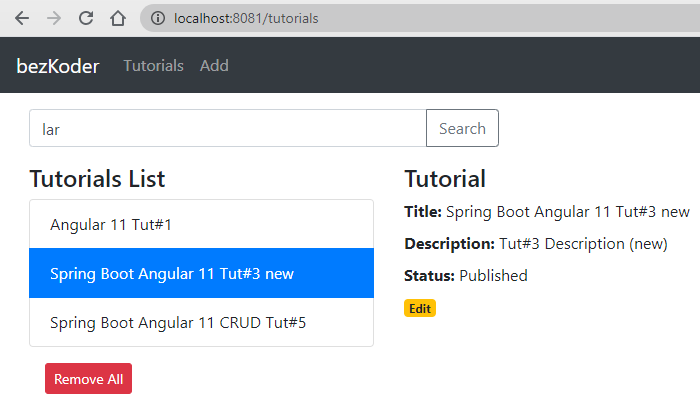 localhost:8081/tutorials
bezKoder Tutorials Add
lar Search
Tutorials List
Angular 11 Tut#1
Spring Boot Angular 11 Tut#3 new
Spring Boot Angular 11 CRUD Tut#5
Remove All
Tutorial
Title: Spring Boot Angular 11 Tut#3 new
Description: Tut#3 Description (new)
Status: Published
Edit